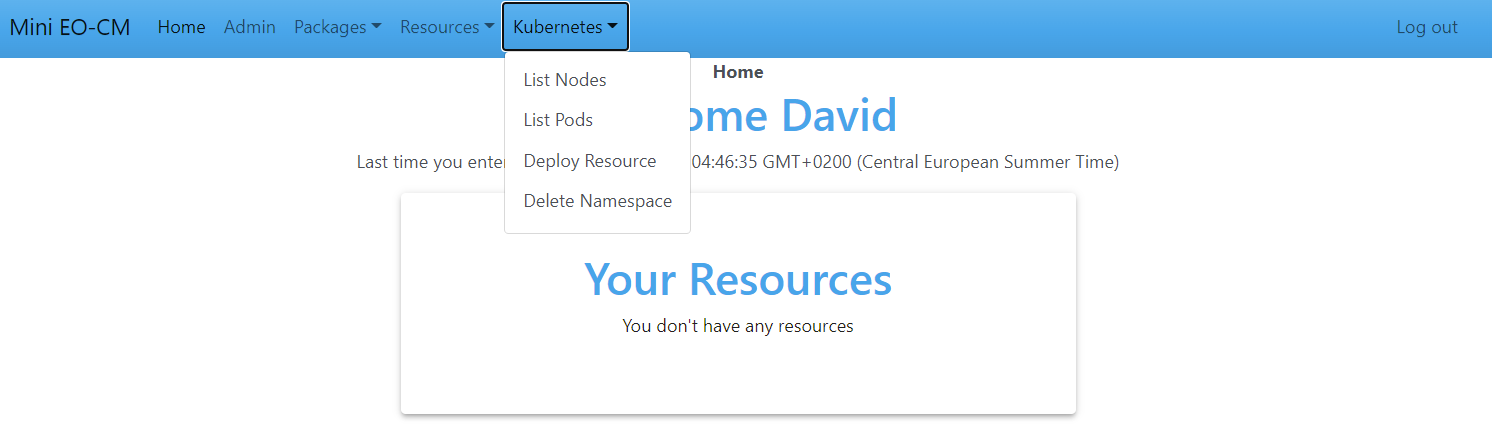 Mini EO-CM Home Admin Packages Resources Kubernetes Log out
List Nodes
List Pods
Deploy Resource
Delete Namespace
Home
ome David
Last time you enter 04:46:35 GMT+0200 (Central European Summer Time)
Your Resources
You don't have any resources